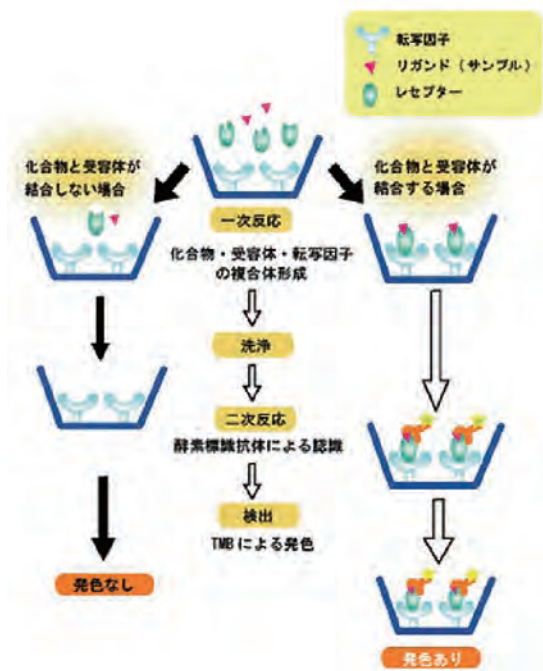 転写因子
リガンド（サンプル）
レセプター
化合物と受容体が
結合しない場合
化合物と受容体が
結合する場合
一次反応
化合物・受容体・転写因子
の複合体形成
洗浄
二次反応
酵素標識抗体による認識
検出
TMBによる発色
発色なし
発色あり